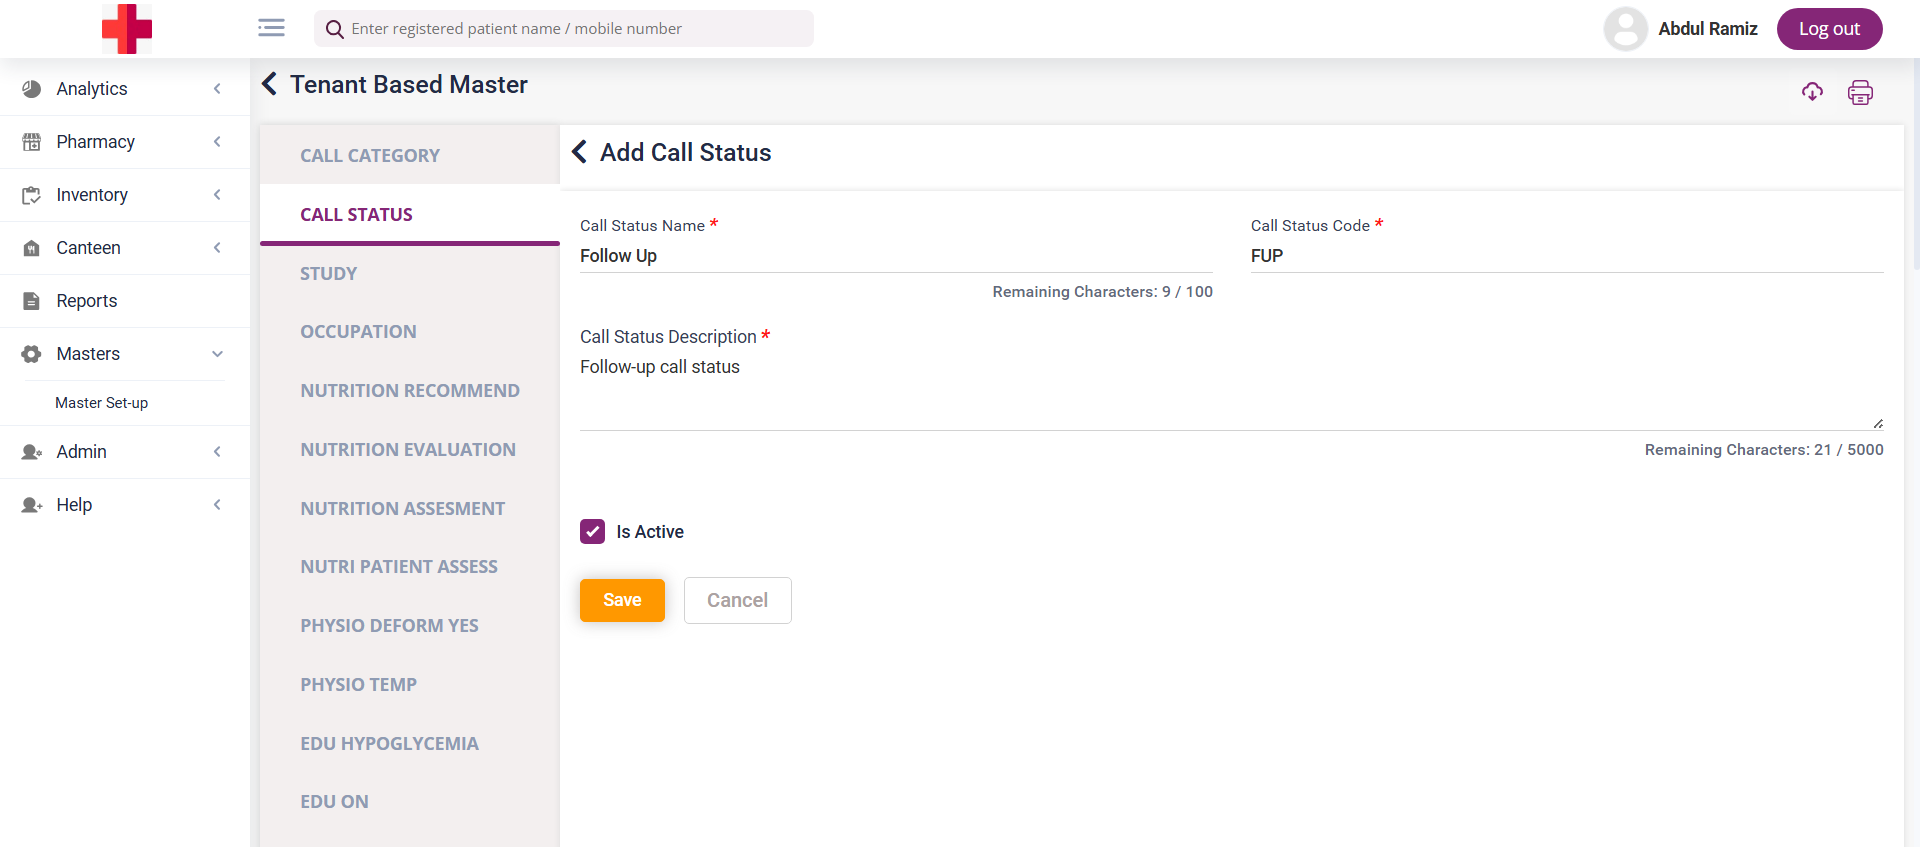 Enter registered patient name / mobile number
Abdul Ramiz
Log out
Analytics
Pharmacy
Inventory
Canteen
Reports
Masters
Master Set-up
Admin
Help
Tenant Based Master
CALL CATEGORY
CALL STATUS
STUDY
OCCUPATION
NUTRITION RECOMMEND
NUTRITION EVALUATION
NUTRITION ASSESMENT
NUTRI PATIENT ASSESS
PHYSIO DEFORM YES
PHYSIO TEMP
EDU HYPOGLYCEMIA
EDU ON
Add Call Status
Call Status Name *
Follow Up
Remaining Characters: 9 / 100
Call Status Code *
FUP
Call Status Description *
Follow-up call status
Remaining Characters: 21 / 5000
Is Active
Save
Cancel